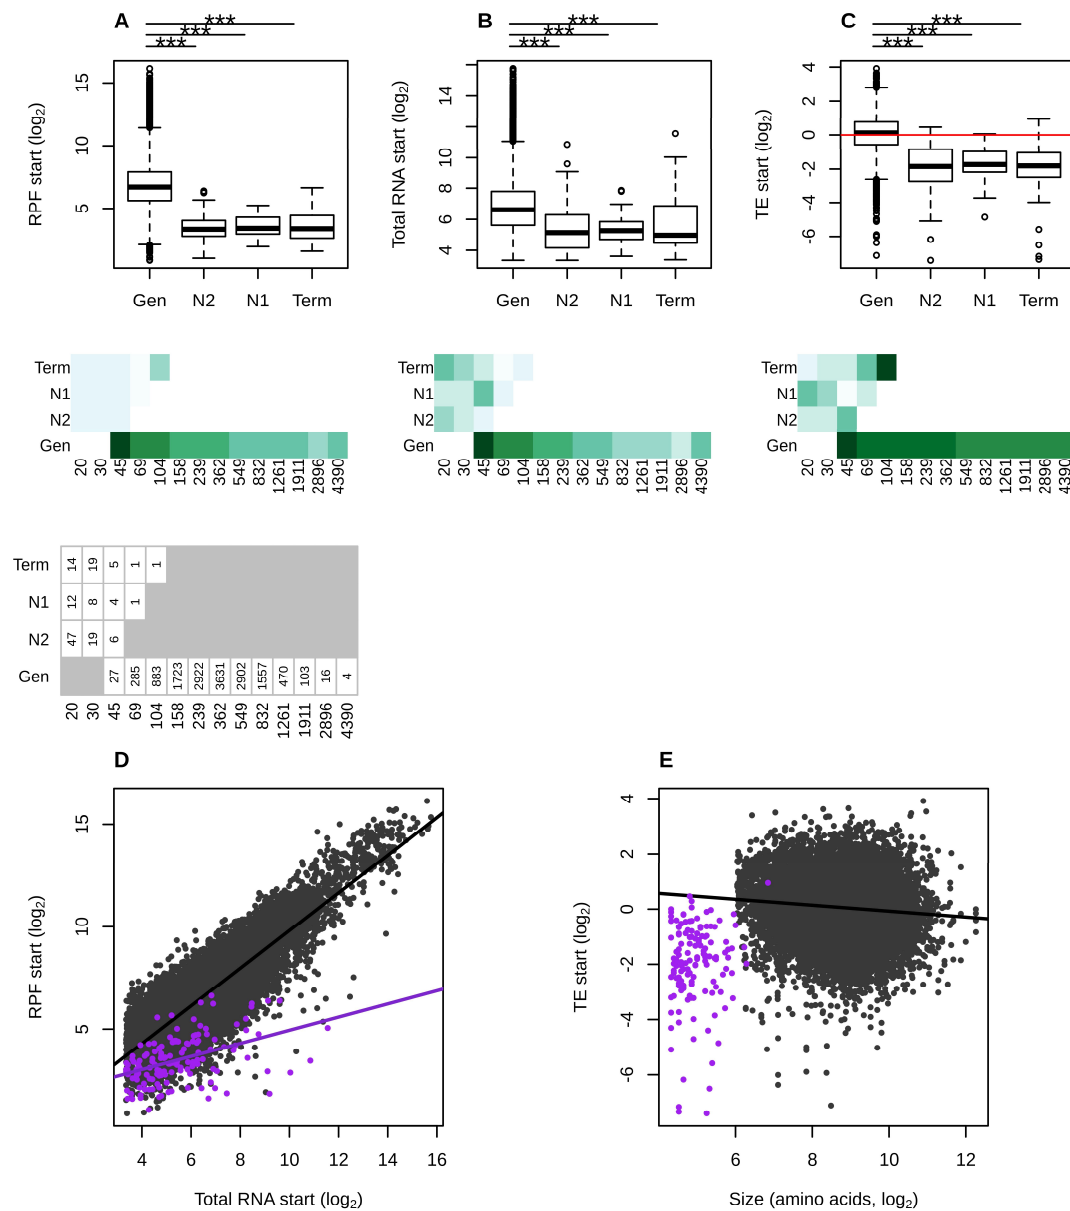 A
***
***
***
RPF start (log2)
15
10
5
Gen N2 N1 Term
B
***
***
***
Total RNA start (log2)
14
10
8
6
4
Gen N2 N1 Term
C
***
***
***
TE start (log2)
4
2
0
-2
-4
-6
Gen N2 N1 Term
Term
N1
N2
Gen
20 30 45 69 104 158 239 362 549 832 1261 1911 2896 4390
Term
N1
N2
Gen
20 30 45 69 104 158 239 362 549 832 1261 1911 2896 4390
Term
N1
N2
Gen
20 30 45 69 104 158 239 362 549 832 1261 1911 2896 4390
Term 14 19 5 1 1
N1 12 8 4 1
N2 47 19 6
Gen 27 285 883 1723 2922 3631 2902 1557 470 103 16 4
20 30 45 69 104 158 239 362 549 832 1261 1911 2896 4390
D
RPF start (log2)
15
10
5
4 6 8 10 12 14 16
Total RNA start (log2)
E
TE start (log2)
4
2
0
-2
-4
-6
6 8 10 12
Size (amino acids, log2)